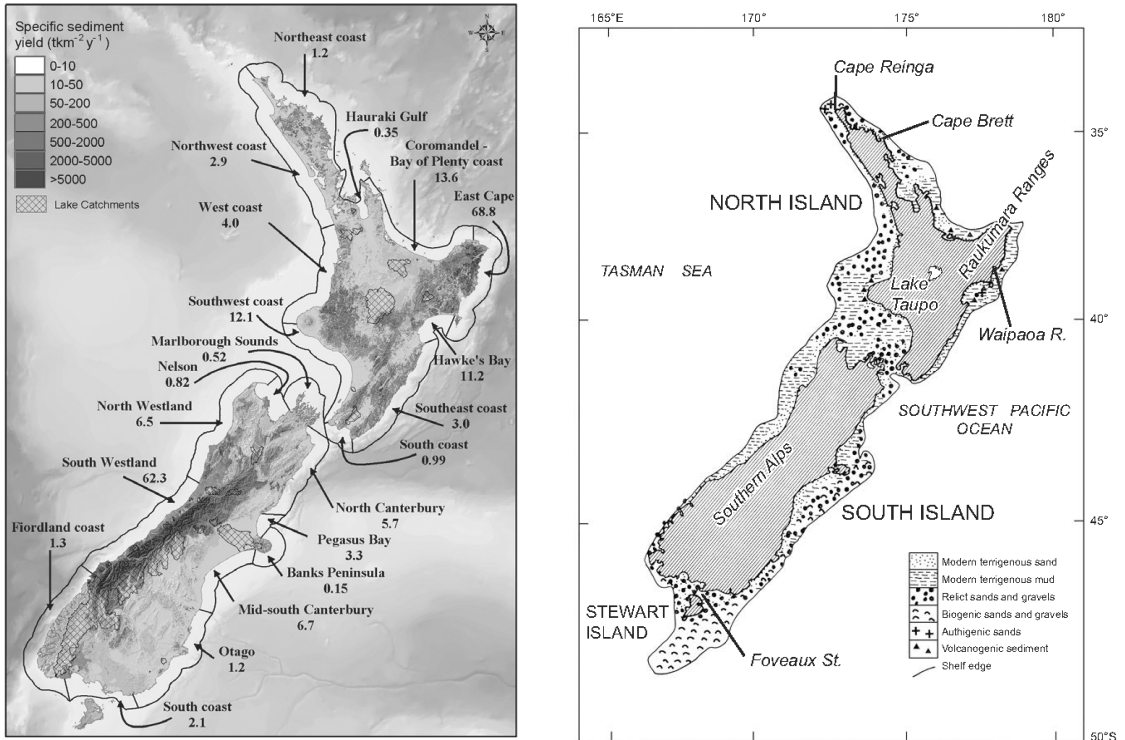 Specific sediment
yield (tkm⁻² y⁻¹)
0-10
10-50
50-200
200-500
500-2000
2000-5000
>5000
Lake Catchments
N
W
E
S
Northeast coast
1.2
Hauraki Gulf
0.35
Northwest coast
2.9
Coromandel -
Bay of Plenty coast
13.6
East Cape
68.8
West coast
4.0
Southwest coast
12.1
Marlborough Sounds
0.52
Nelson
0.82
Hawke's Bay
11.2
North Westland
6.5
Southeast coast
3.0
South coast
0.99
South Westland
62.3
North Canterbury
5.7
Fiordland coast
1.3
Pegasus Bay
3.3
Banks Peninsula
0.15
Mid-south Canterbury
6.7
Otago
1.2
South coast
2.1
165°E
170°
175°
180°
Cape Reinga
Cape Brett
35°
NORTH ISLAND
Raukumara Ranges
TASMAN SEA
Lake
Taupo
40°
Waipaoa R.
SOUTHWEST PACIFIC
OCEAN
Southern Alps
SOUTH ISLAND
45°
Modern terrigenous sand
Modern terrigenous mud
Relict sands and gravels
Biogenic sands and gravels
Authigenic sands
Volcanogenic sediment
Shelf edge
STEWART
ISLAND
Foveaux St.
50°S